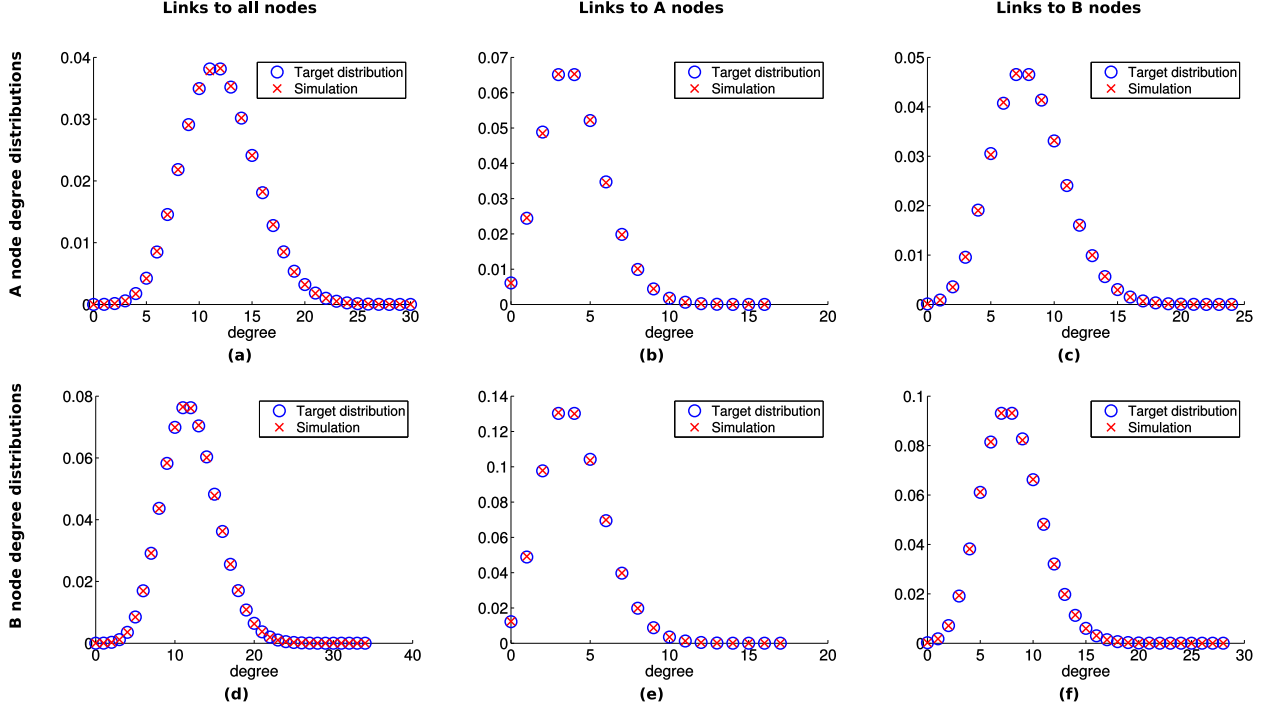 Links to all nodes
Links to A nodes
Links to B nodes
A node degree distributions
0.04
0.03
0.02
0.01
0
0 5 10 15 20 25 30
degree
Target distribution
Simulation
(a)
0.07
0.06
0.05
0.04
0.03
0.02
0.01
0
0 5 10 15 20
degree
Target distribution
Simulation
(b)
0.05
0.04
0.03
0.02
0.01
0
0 5 10 15 20 25
degree
Target distribution
Simulation
(c)
B node degree distributions
0.08
0.06
0.04
0.02
0
0 10 20 30 40
degree
Target distribution
Simulation
(d)
0.14
0.12
0.1
0.08
0.06
0.04
0.02
0
0 5 10 15 20
degree
Target distribution
Simulation
(e)
0.1
0.08
0.06
0.04
0.02
0
0 5 10 15 20 25 30
degree
Target distribution
Simulation
(f)